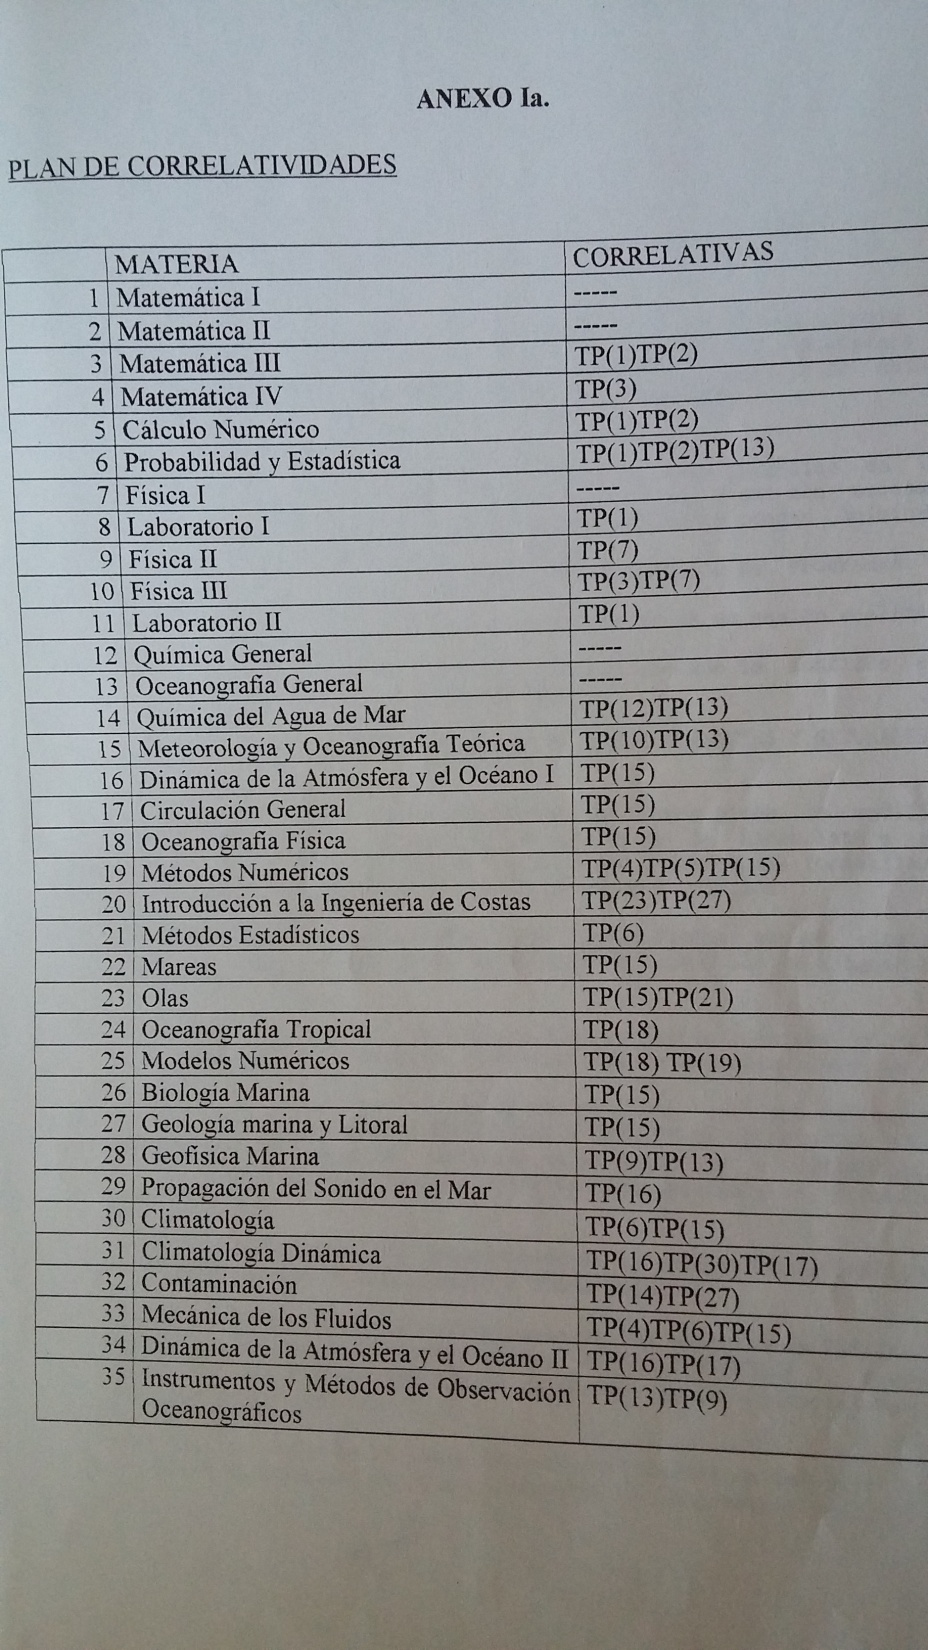 ANEXO Ia.
PLAN DE CORRELATIVIDADES
MATERIA CORRELATIVAS
1 Matemática I -----
2 Matemática II -----
3 Matemática III TP(1)TP(2)
4 Matemática IV TP(3)
5 Cálculo Numérico TP(1)TP(2)
6 Probabilidad y Estadística TP(1)TP(2)TP(13)
7 Física I -----
8 Laboratorio I TP(1)
9 Física II TP(7)
10 Física III TP(3)TP(7)
11 Laboratorio II TP(1)
12 Química General -----
13 Oceanografía General -----
14 Química del Agua de Mar TP(12)TP(13)
15 Meteorología y Oceanografía Teórica TP(10)TP(13)
16 Dinámica de la Atmósfera y el Océano I TP(15)
17 Circulación General TP(15)
18 Oceanografía Física TP(15)
19 Métodos Numéricos TP(4)TP(5)TP(15)
20 Introducción a la Ingeniería de Costas TP(23)TP(27)
21 Métodos Estadísticos TP(6)
22 Mareas TP(15)
23 Olas TP(15)TP(21)
24 Oceanografía Tropical TP(18)
25 Modelos Numéricos TP(18) TP(19)
26 Biología Marina TP(15)
27 Geología marina y Litoral TP(15)
28 Geofísica Marina TP(9)TP(13)
29 Propagación del Sonido en el Mar TP(16)
30 Climatología TP(6)TP(15)
31 Climatología Dinámica TP(16)TP(30)TP(17)
32 Contaminación TP(14)TP(27)
33 Mecánica de los Fluidos TP(4)TP(6)TP(15)
34 Dinámica de la Atmósfera y el Océano II TP(16)TP(17)
35 Instrumentos y Métodos de Observación TP(13)TP(9)
Oceanográficos